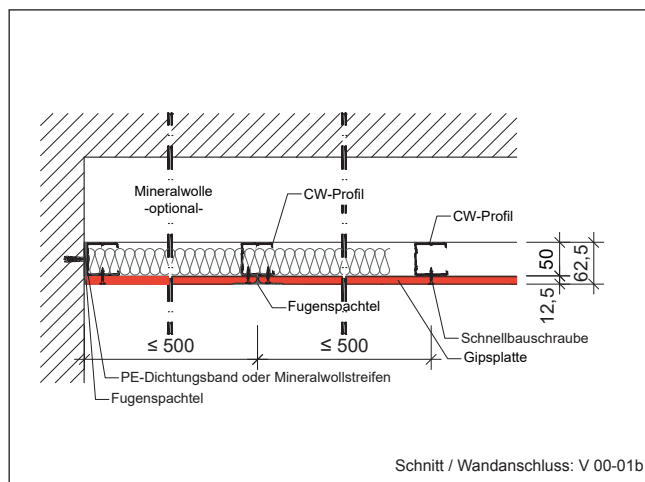 Mineralwolle
-optional-
CW-Profil
CW-Profil
50
62,5
12,5
Fugenspachtel
≤ 500
≤ 500
Schnellbauschraube
Gipsplatte
PE-Dichtungsband oder Mineralwollstreifen
Fugenspachtel
Schnitt / Wandanschluss: V 00-01b